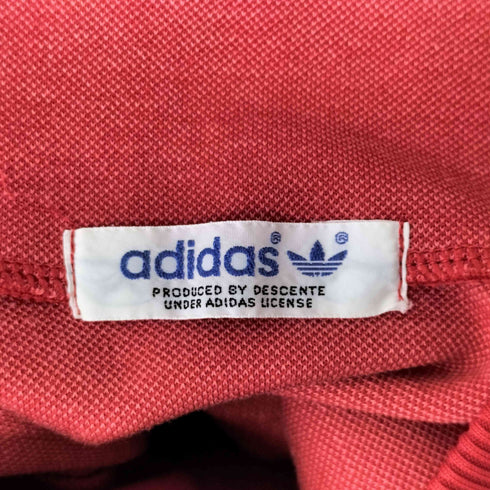 adidas® ®
PRODUCED BY DESCENTE
UNDER ADIDAS LICENSE